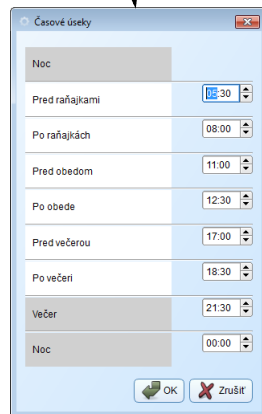 Časové úseky
Noc
Pred raňajkami 05:30
Po raňajkách 08:00
Pred obedom 11:00
Po obede 12:30
Pred večerou 17:00
Po večeri 18:30
Večer 21:30
Noc 00:00
OK Zrušiť